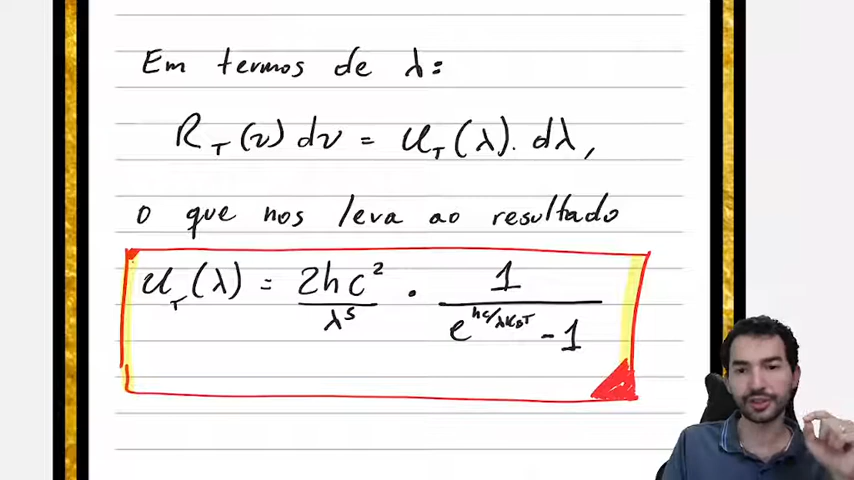 Em termos de λ:
R_T(ν)dν = U_T(λ). dλ,
o que nos leva ao resultado
U_T(λ) = 2hc²/λ⁵ · 1/(e^(hc/λK_BT) - 1)